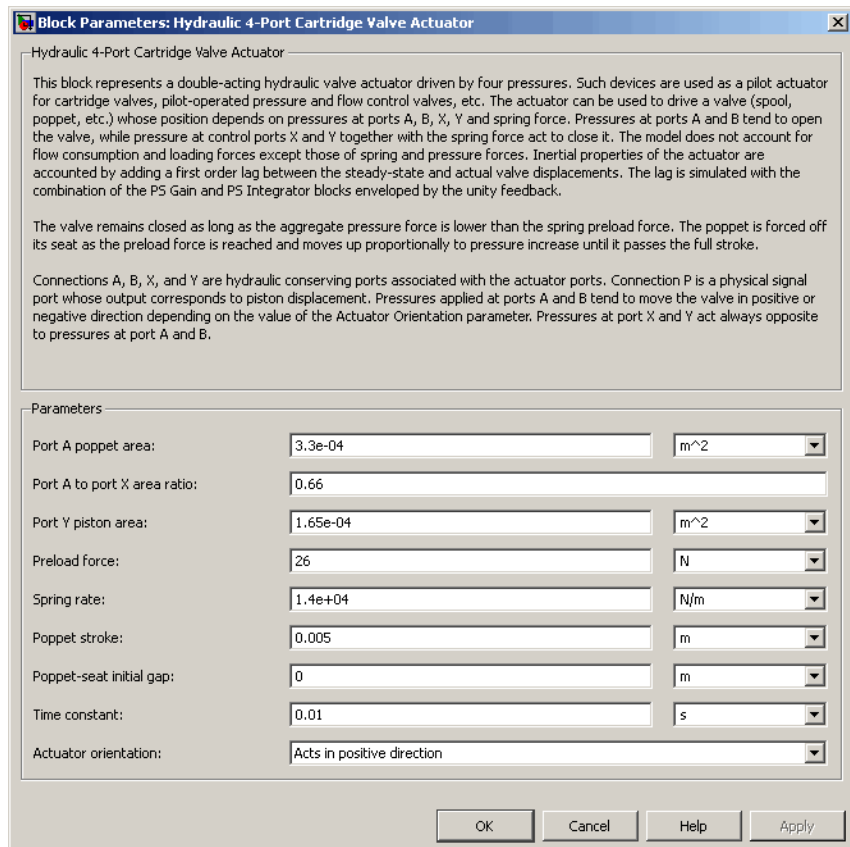 Block Parameters: Hydraulic 4-Port Cartridge Valve Actuator
Hydraulic 4-Port Cartridge Valve Actuator
This block represents a double-acting hydraulic valve actuator driven by four pressures. Such devices are used as a pilot actuator
for cartridge valves, pilot-operated pressure and flow control valves, etc. The actuator can be used to drive a valve (spool,
poppet, etc.) whose position depends on pressures at ports A, B, X, Y and spring force. Pressures at ports A and B tend to open
the valve, while pressure at control ports X and Y together with the spring force act to close it. The model does not account for
flow consumption and loading forces except those of spring and pressure forces. Inertial properties of the actuator are
accounted by adding a first order lag between the steady-state and actual valve displacements. The lag is simulated with the
combination of the PS Gain and PS Integrator blocks enveloped by the unity feedback.
The valve remains closed as long as the aggregate pressure force is lower than the spring preload force. The poppet is forced off
its seat as the preload force is reached and moves up proportionally to pressure increase until it passes the full stroke.
Connections A, B, X, and Y are hydraulic conserving ports associated with the actuator ports. Connection P is a physical signal
port whose output corresponds to piston displacement. Pressures applied at ports A and B tend to move the valve in positive or
negative direction depending on the value of the Actuator Orientation parameter. Pressures at port X and Y act always opposite
to pressures at port A and B.
Parameters
Port A poppet area: 3.3e-04 m^2
Port A to port X area ratio: 0.66
Port Y piston area: 1.65e-04 m^2
Preload force: 26 N
Spring rate: 1.4e+04 N/m
Poppet stroke: 0.005 m
Poppet-seat initial gap: 0 m
Time constant: 0.01 s
Actuator orientation: Acts in positive direction
OK Cancel Help Apply